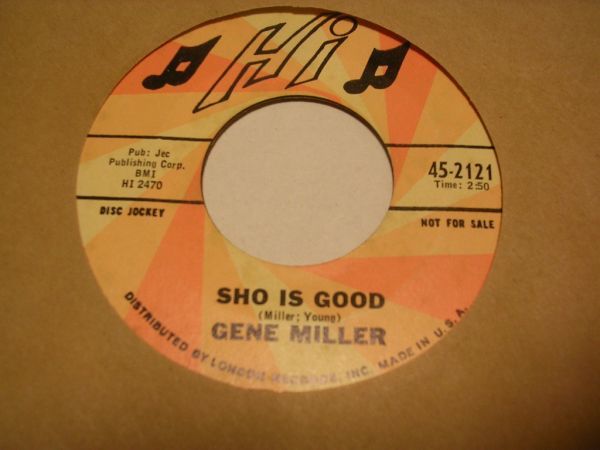 Hi
Pub: Jec
Publishing Corp.
BMI
HI 2470
45-2121
Time: 2:50
DISC JOCKEY
NOT FOR SALE
SHO IS GOOD
(Miller; Young)
GENE MILLER
DISTRIBUTED BY LONDON RECORDS, INC. MADE IN U.S.A.